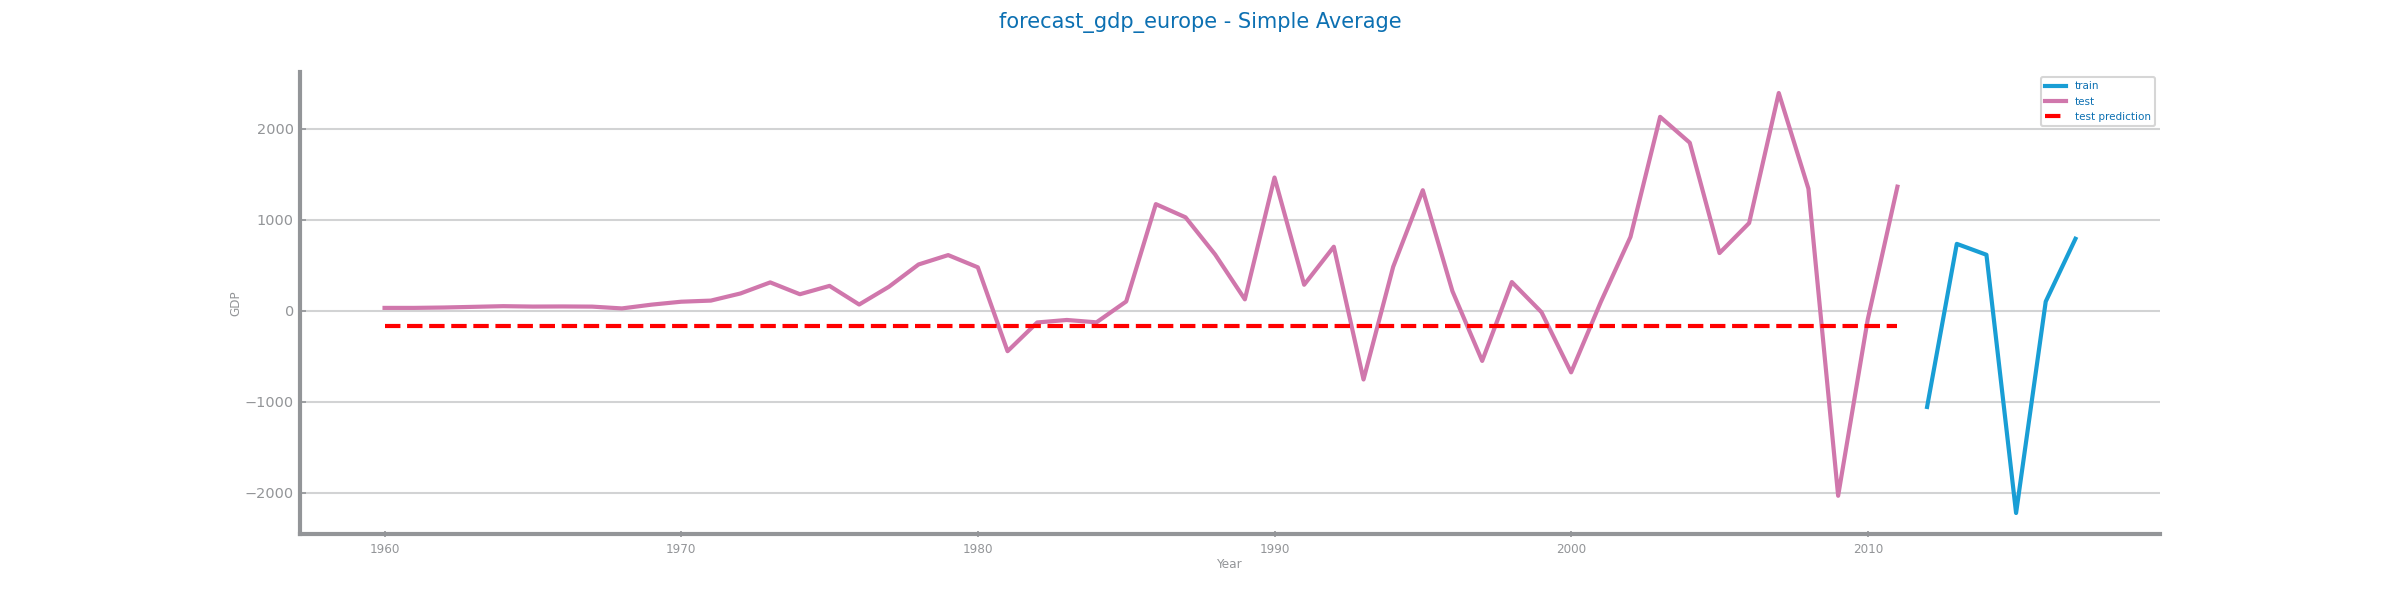 forecast_gdp_europe - Simple Average
train
test
test prediction
2000
1000
0
−1000
−2000
GDP
1960 1970 1980 1990 2000 2010
Year